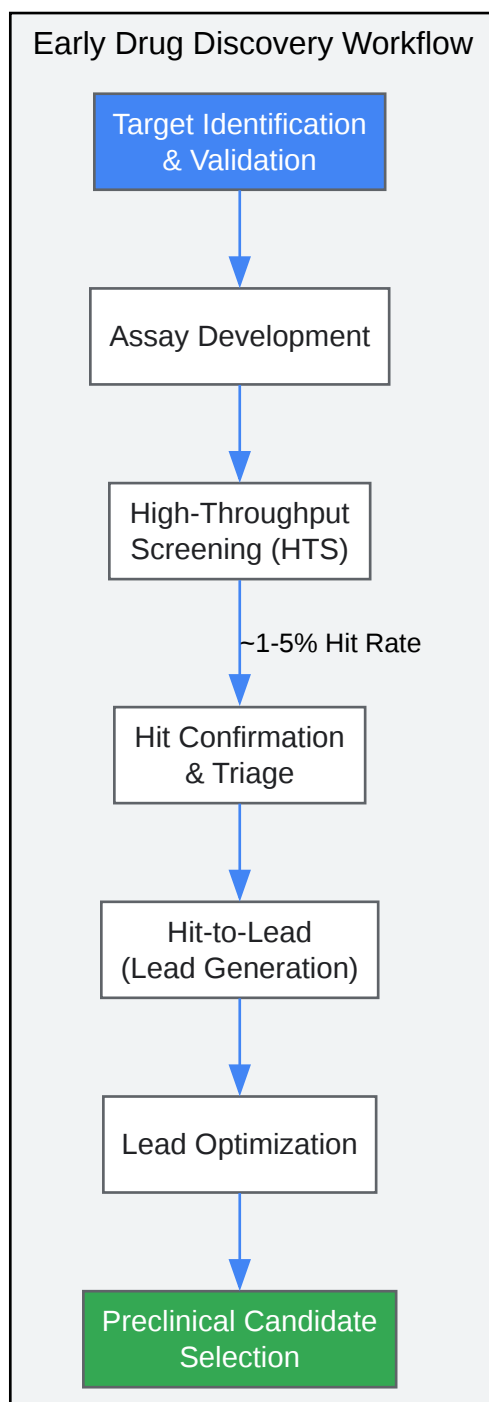 Early Drug Discovery Workflow
Target Identification
& Validation
Assay Development
High-Throughput
Screening (HTS)
~1-5% Hit Rate
Hit Confirmation
& Triage
Hit-to-Lead
(Lead Generation)
Lead Optimization
Preclinical Candidate
Selection